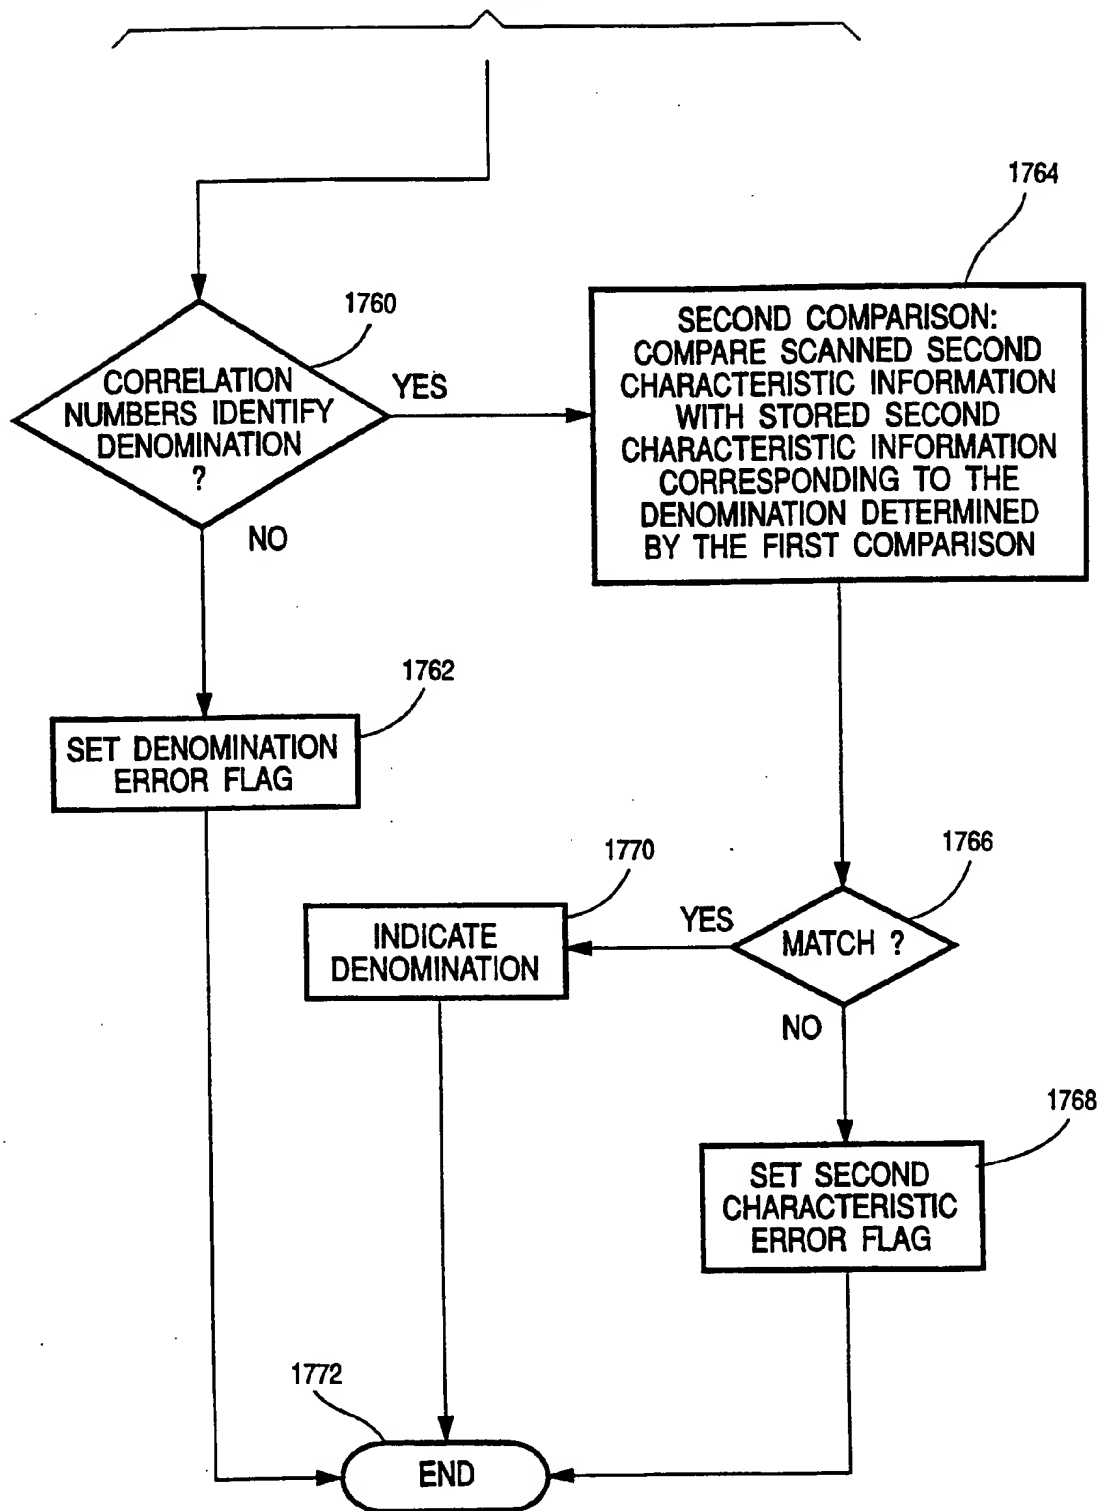 1764
1760
SECOND COMPARISON:
COMPARE SCANNED SECOND
CHARACTERISTIC INFORMATION
WITH STORED SECOND
CHARACTERISTIC INFORMATION
CORRESPONDING TO THE
DENOMINATION DETERMINED
BY THE FIRST COMPARISON
CORRELATION
NUMBERS IDENTIFY
DENOMINATION
?
YES
NO
1762
SET DENOMINATION
ERROR FLAG
1770
1766
INDICATE
DENOMINATION
YES
MATCH ?
NO
1768
SET SECOND
CHARACTERISTIC
ERROR FLAG
1772
END